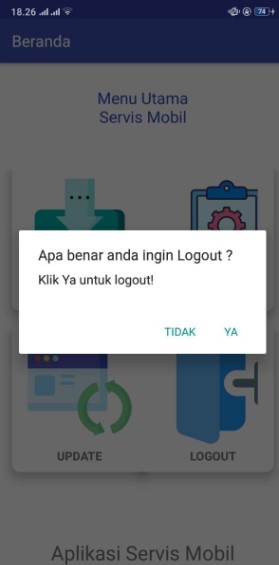 18.26
74
Beranda
Menu Utama
Servis Mobil
Apa benar anda ingin Logout ?
Klik Ya untuk logout!
TIDAK YA
UPDATE LOGOUT
Aplikasi Servis Mobil